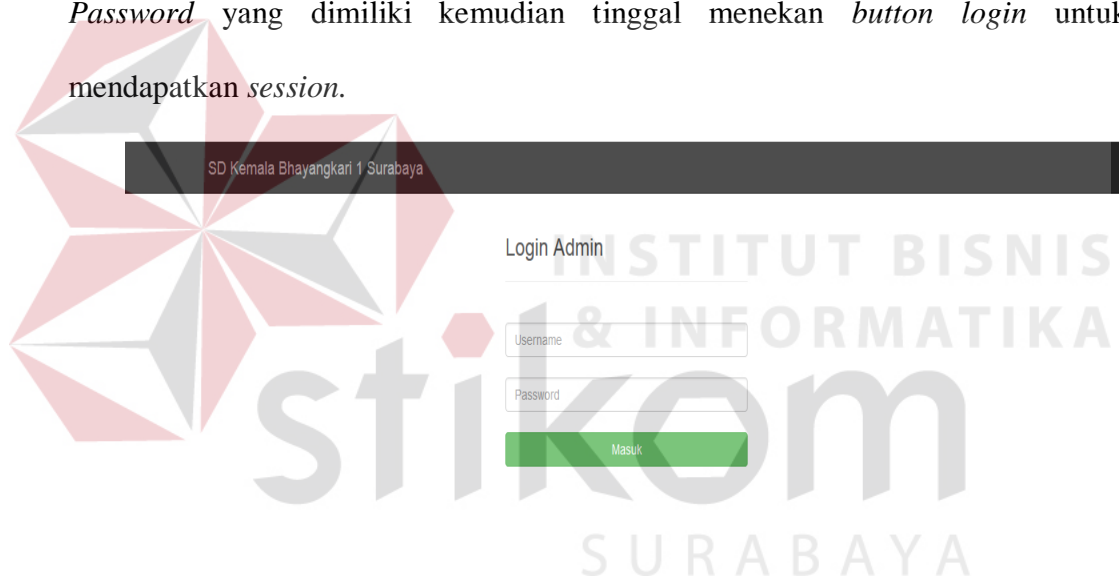 Password yang dimiliki kemudian tinggal menekan button login untuk
mendapatkan session.
SD Kemala Bhayangkari 1 Surabaya
Login Admin
INSTITUT BISNIS
& INFORMATIKA
Username
stikom
Password
Masuk
SURABAYA